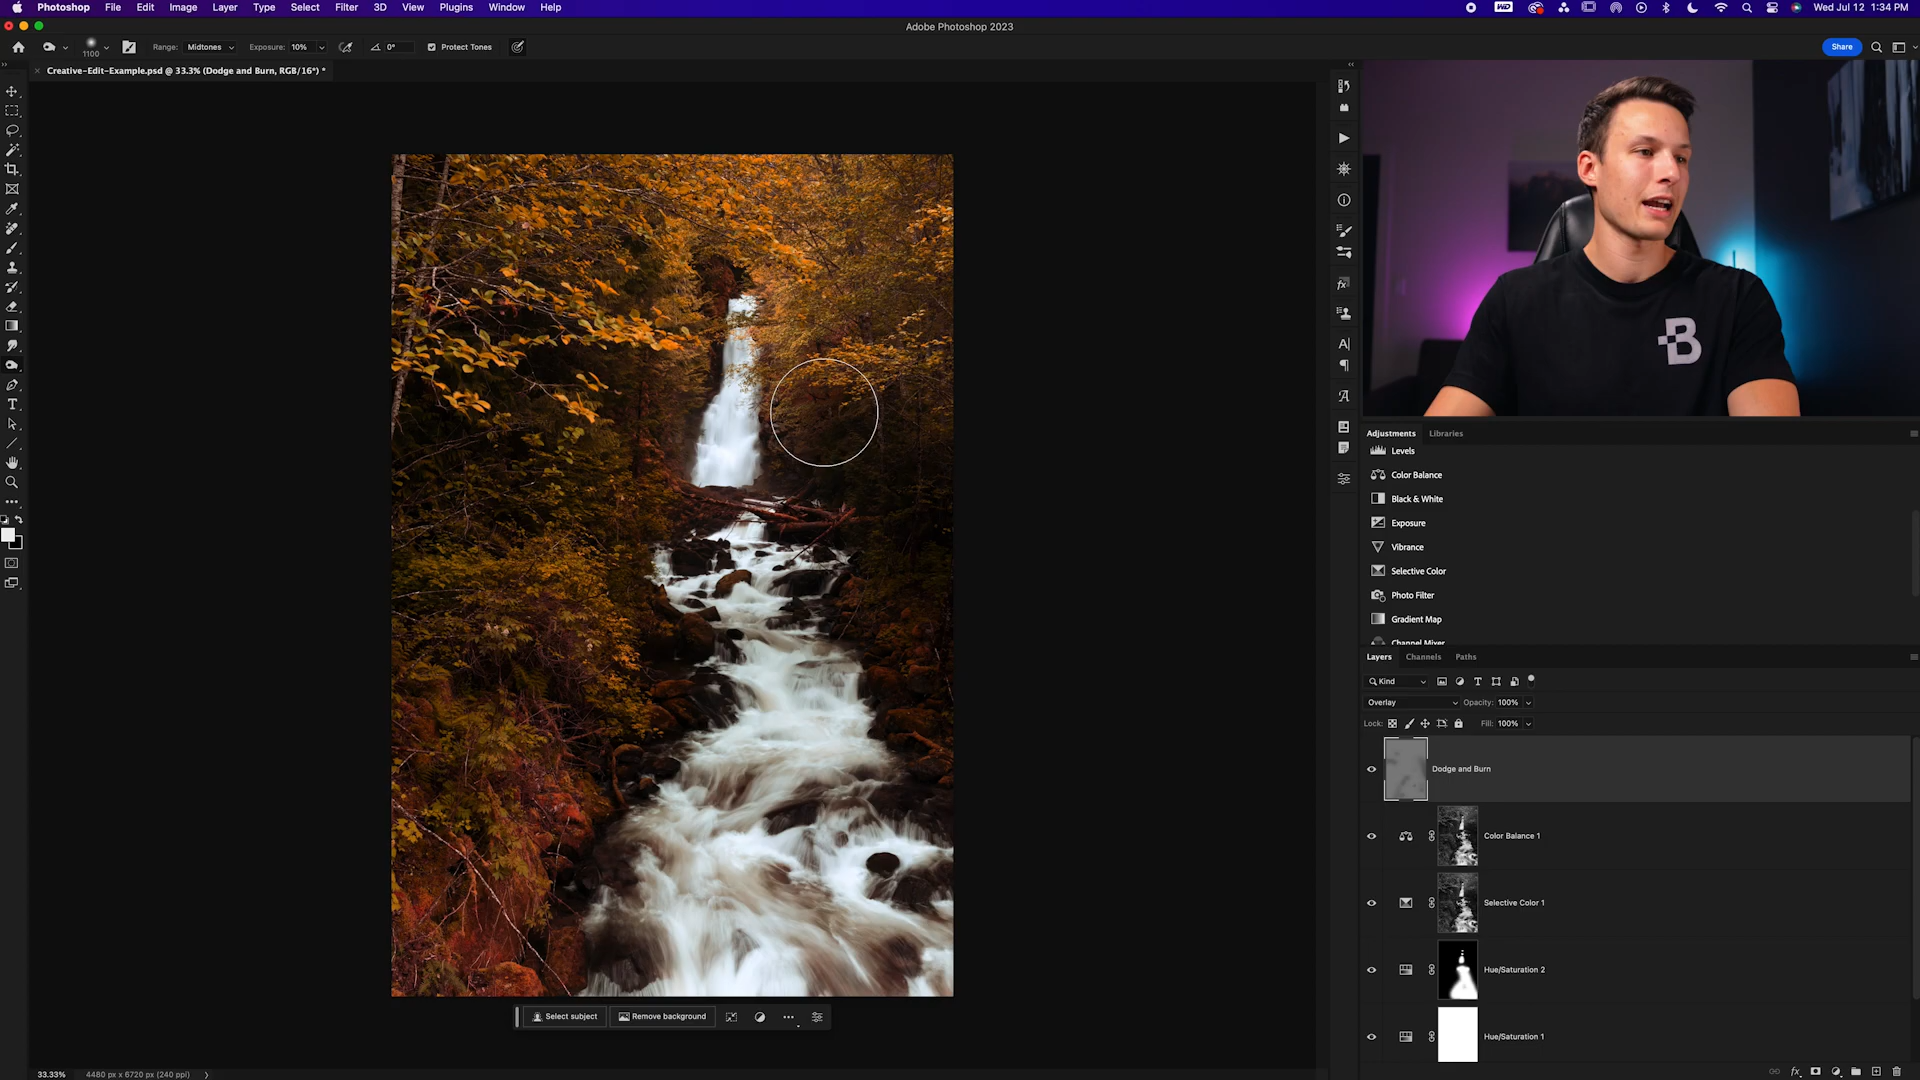 Photoshop File Edit Image Layer Type Select Filter 3D View Plugins Window Help
WD
Wed Jul 12 1:34 PM
Adobe Photoshop 2023
1100
Range: Midtones
Exposure: 10%
0°
Protect Tones
Share
Creative-Edit-Example.psd @ 33.3% (Dodge and Burn, RGB/16*) *
B
Adjustments Libraries
Levels
Color Balance
Black & White
Exposure
Vibrance
Selective Color
Photo Filter
Gradient Map
Channel Mixer
Layers Channels Paths
Kind
Overlay
Opacity: 100%
Lock:
Fill: 100%
Dodge and Burn
Color Balance 1
Selective Color 1
Hue/Saturation 2
Hue/Saturation 1
Select subject
Remove background
33.33%
4480 px x 6720 px (240 ppi)